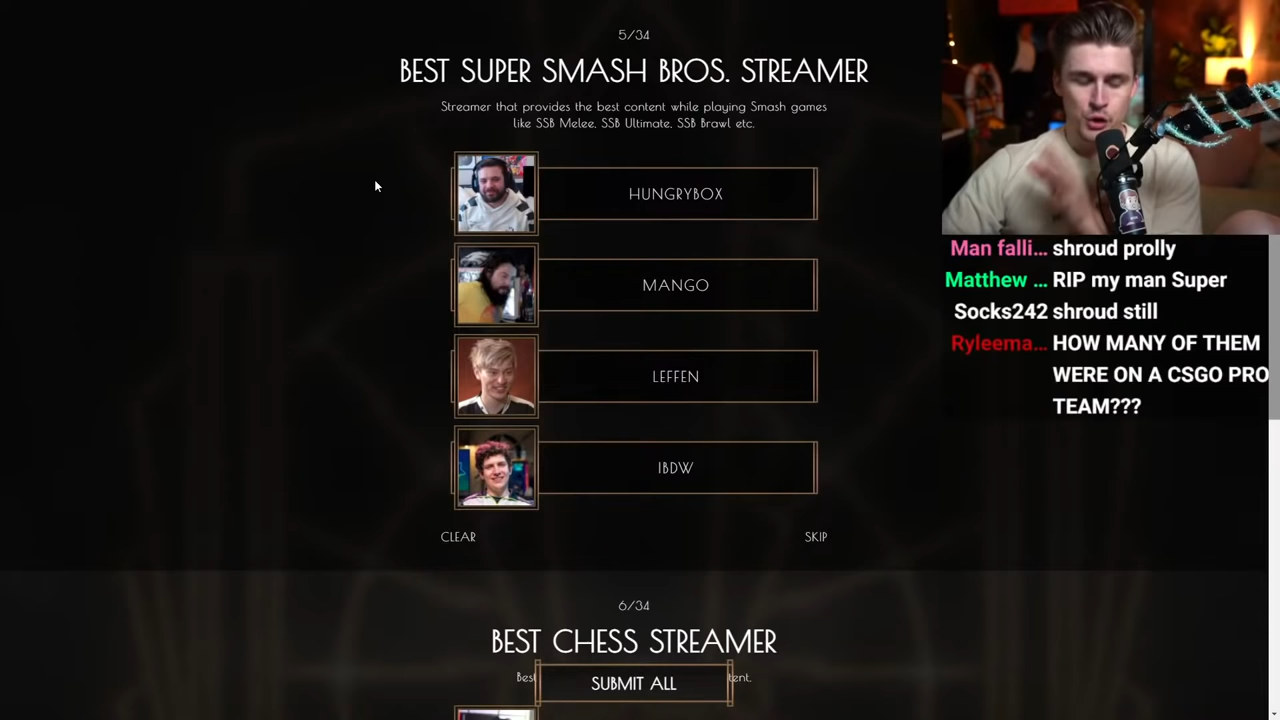 5/34
BEST SUPER SMASH BROS. STREAMER
Streamer that provides the best content while playing Smash games
like SSB Melee, SSB Ultimate, SSB Brawl etc.
HUNGRYBOX
MANGO
LEFFEN
IBDW
CLEAR
SKIP
6/34
BEST CHESS STREAMER
Best
tent.
SUBMIT ALL
Man falli... shroud prolly
Matthew ... RIP my man Super
Socks242 shroud still
Ryleema... HOW MANY OF THEM
WERE ON A CSGO PRO
TEAM???